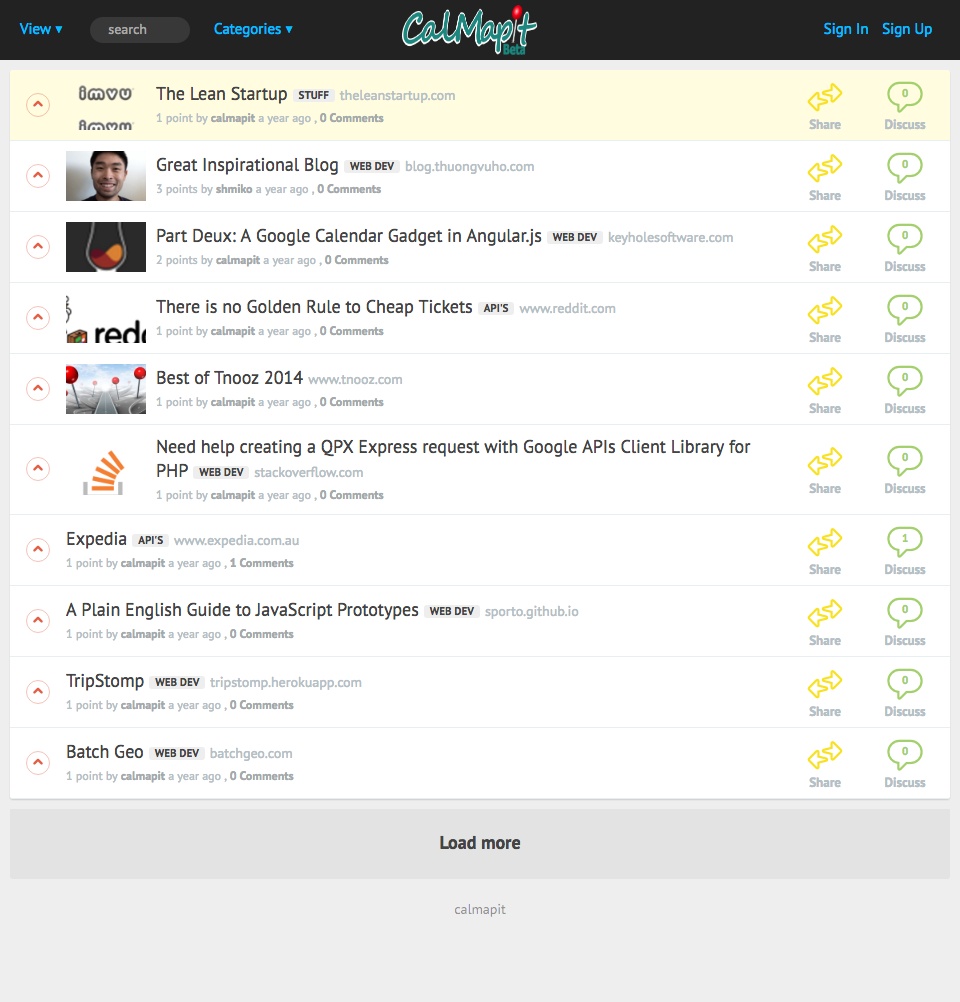 View ▾ search Categories ▾ CalMapit Beta Sign In Sign Up
imvu
The Lean Startup STUFF theleanstartup.com
1 point by calmapit a year ago , 0 Comments
0
Share Discuss
Great Inspirational Blog WEB DEV blog.thuongvuho.com
3 points by shmiko a year ago , 0 Comments
0
Share Discuss
Part Deux: A Google Calendar Gadget in Angular.js WEB DEV keyholesoftware.com
2 points by calmapit a year ago , 0 Comments
0
Share Discuss
redd
There is no Golden Rule to Cheap Tickets API'S www.reddit.com
1 point by calmapit a year ago , 0 Comments
0
Share Discuss
Best of Tnooz 2014 www.tnooz.com
1 point by calmapit a year ago , 0 Comments
0
Share Discuss
Need help creating a QPX Express request with Google APIs Client Library for
PHP WEB DEV stackoverflow.com
1 point by calmapit a year ago , 0 Comments
0
Share Discuss
Expedia API'S www.expedia.com.au
1 point by calmapit a year ago , 1 Comments
1
Share Discuss
A Plain English Guide to JavaScript Prototypes WEB DEV sporto.github.io
1 point by calmapit a year ago , 0 Comments
0
Share Discuss
TripStomp WEB DEV tripstomp.herokuapp.com
1 point by calmapit a year ago , 0 Comments
0
Share Discuss
Batch Geo WEB DEV batchgeo.com
1 point by calmapit a year ago , 0 Comments
0
Share Discuss
Load more
calmapit